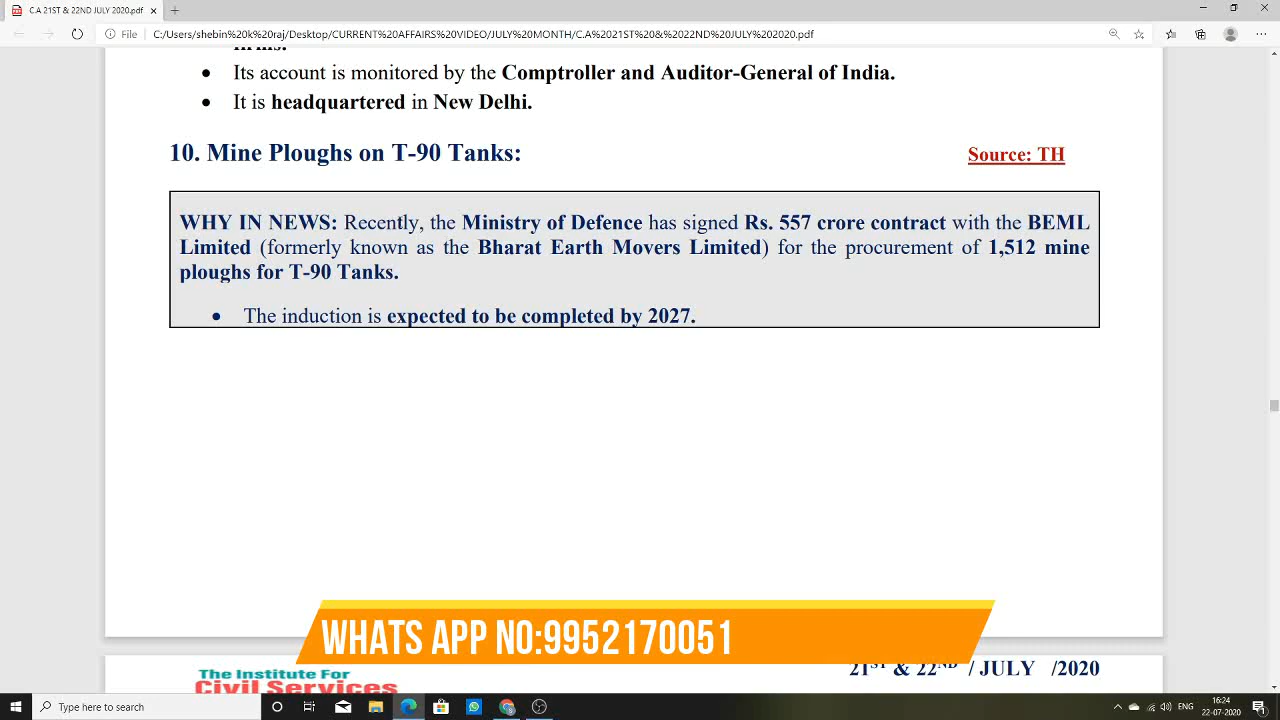 C.A 21ST & 22ND JULY 2020.pdf
File
C:/Users/shebin%20k%20raj/Desktop/CURRENT%20AFFAIRS%20VIDEO/JULY%20MONTH/C.A%2021ST%20&%2022ND%20JULY%202020.pdf
firms.
• Its account is monitored by the Comptroller and Auditor-General of India.
• It is headquartered in New Delhi.
10. Mine Ploughs on T-90 Tanks:
Source: TH
WHY IN NEWS: Recently, the Ministry of Defence has signed Rs. 557 crore contract with the BEML
Limited (formerly known as the Bharat Earth Movers Limited) for the procurement of 1,512 mine
ploughs for T-90 Tanks.
• The induction is expected to be completed by 2027.
WHATS APP NO:9952170051
The Institute For
Civil Services
21ST & 22ND / JULY /2020
Type here to search
ENG
16:24
22-07-2020